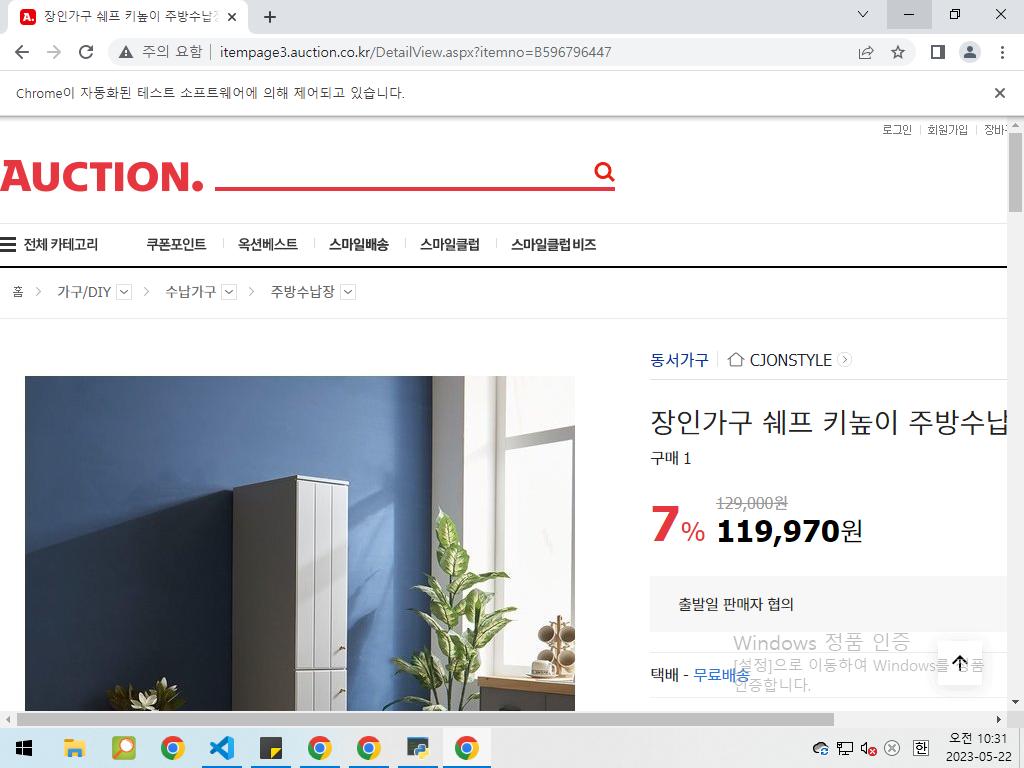 장인가구 쉐프 키높이 주방수납장
주의 요함
itempage3.auction.co.kr/DetailView.aspx?itemno=B596796447
Chrome이 자동화된 테스트 소프트웨어에 의해 제어되고 있습니다.
로그인 회원가입 장바구
AUCTION.
전체 카테고리 쿠폰포인트 옥션베스트 스마일배송 스마일클럽 스마일클럽 비즈
홈 가구/DIY 수납가구 주방수납장
동서가구 CJONSTYLE
장인가구 쉐프 키높이 주방수납
구매 1
129,000원
7% 119,970원
출발일 판매자 협의
Windows 정품 인증
[설정]으로 이동하여 Windows를 정품
인증합니다.
택배 - 무료배송
한
오전 10:31
2023-05-22